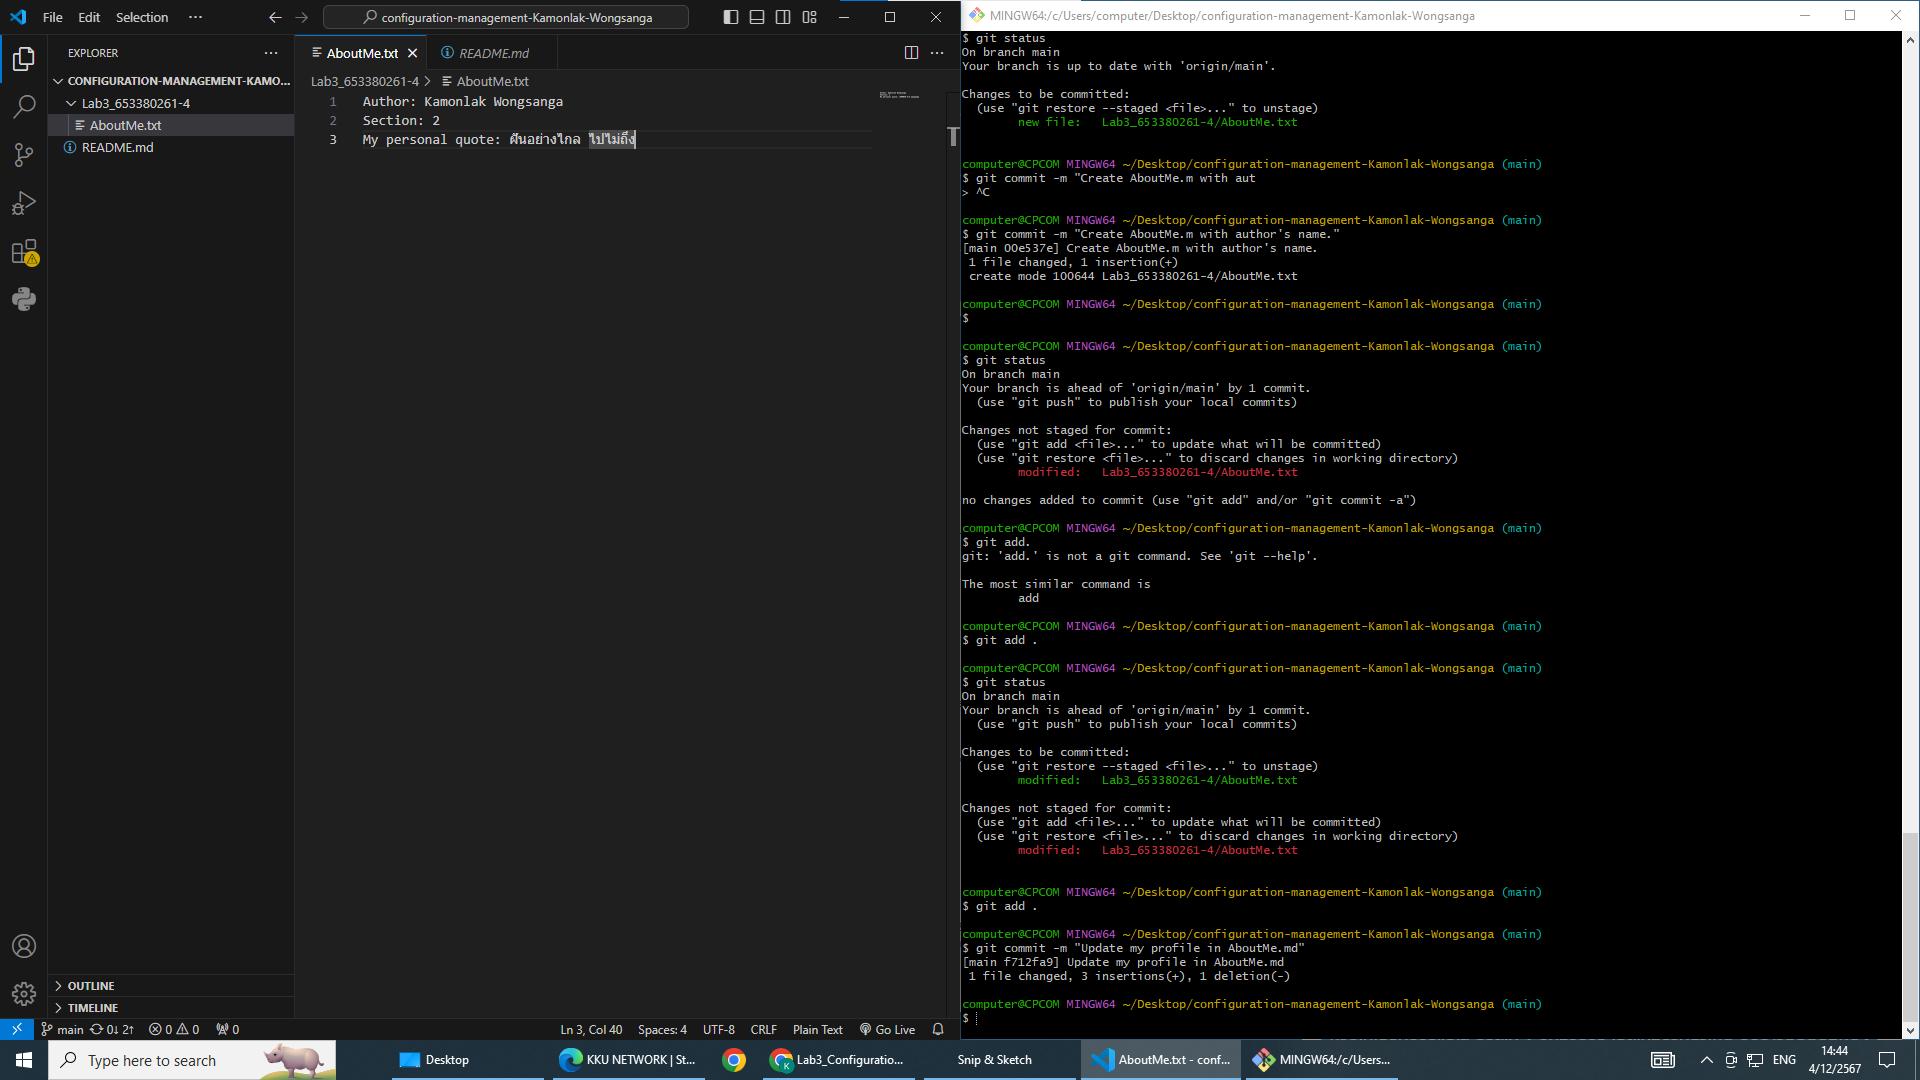 File Edit Selection ··· configuration-management-Kamonlak-Wongsanga
EXPLORER ···
CONFIGURATION-MANAGEMENT-KAMO...
Lab3_653380261-4
AboutMe.txt
README.md
AboutMe.txt README.md ···
Lab3_653380261-4 > AboutMe.txt
1 Author: Kamonlak Wongsanga
2 Section: 2
3 My personal quote: ฝันอย่างไกล ไปไม่ถึง
OUTLINE
TIMELINE
main 0↓ 2↑ 0 0 0 Ln 3, Col 40 Spaces: 4 UTF-8 CRLF Plain Text Go Live
MINGW64:/c/Users/computer/Desktop/configuration-management-Kamonlak-Wongsanga
$ git status
On branch main
Your branch is up to date with 'origin/main'.
Changes to be committed:
(use "git restore --staged <file>..." to unstage)
new file: Lab3_653380261-4/AboutMe.txt
computer@CPCOM MINGW64 ~/Desktop/configuration-management-Kamonlak-Wongsanga (main)
$ git commit -m "Create AboutMe.m with aut
> ^C
computer@CPCOM MINGW64 ~/Desktop/configuration-management-Kamonlak-Wongsanga (main)
$ git commit -m "Create AboutMe.m with author's name."
[main 00e537e] Create AboutMe.m with author's name.
1 file changed, 1 insertion(+)
create mode 100644 Lab3_653380261-4/AboutMe.txt
computer@CPCOM MINGW64 ~/Desktop/configuration-management-Kamonlak-Wongsanga (main)
$
computer@CPCOM MINGW64 ~/Desktop/configuration-management-Kamonlak-Wongsanga (main)
$ git status
On branch main
Your branch is ahead of 'origin/main' by 1 commit.
(use "git push" to publish your local commits)
Changes not staged for commit:
(use "git add <file>..." to update what will be committed)
(use "git restore <file>..." to discard changes in working directory)
modified: Lab3_653380261-4/AboutMe.txt
no changes added to commit (use "git add" and/or "git commit -a")
computer@CPCOM MINGW64 ~/Desktop/configuration-management-Kamonlak-Wongsanga (main)
$ git add.
git: 'add.' is not a git command. See 'git --help'.
The most similar command is
add
computer@CPCOM MINGW64 ~/Desktop/configuration-management-Kamonlak-Wongsanga (main)
$ git add .
computer@CPCOM MINGW64 ~/Desktop/configuration-management-Kamonlak-Wongsanga (main)
$ git status
On branch main
Your branch is ahead of 'origin/main' by 1 commit.
(use "git push" to publish your local commits)
Changes to be committed:
(use "git restore --staged <file>..." to unstage)
modified: Lab3_653380261-4/AboutMe.txt
Changes not staged for commit:
(use "git add <file>..." to update what will be committed)
(use "git restore <file>..." to discard changes in working directory)
modified: Lab3_653380261-4/AboutMe.txt
computer@CPCOM MINGW64 ~/Desktop/configuration-management-Kamonlak-Wongsanga (main)
$ git add .
computer@CPCOM MINGW64 ~/Desktop/configuration-management-Kamonlak-Wongsanga (main)
$ git commit -m "Update my profile in AboutMe.md"
[main f712fa9] Update my profile in AboutMe.md
1 file changed, 3 insertions(+), 1 deletion(-)
computer@CPCOM MINGW64 ~/Desktop/configuration-management-Kamonlak-Wongsanga (main)
$
Type here to search Desktop KKU NETWORK | St... Lab3_Configuratio... Snip & Sketch AboutMe.txt - conf... MINGW64:/c/Users... ENG 14:44
4/12/2567